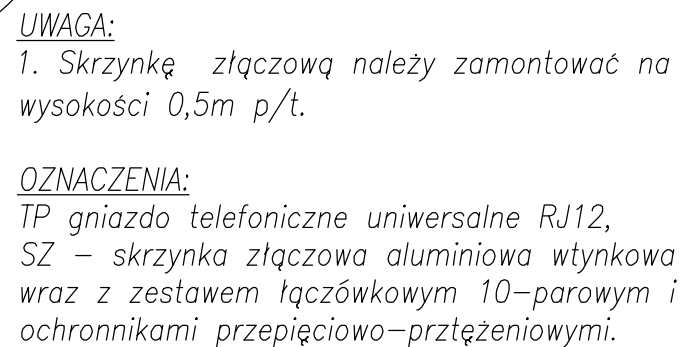 UWAGA:
1. Skrzynkę złączową należy zamontować na
wysokości 0,5m p/t.
OZNACZENIA:
TP gniazdo telefoniczne uniwersalne RJ12,
SZ – skrzynka złączowa aluminiowa wtynkowa
wraz z zestawem łączówkowym 10–parowym i
ochronnikami przepięciowo–prztężeniowymi.